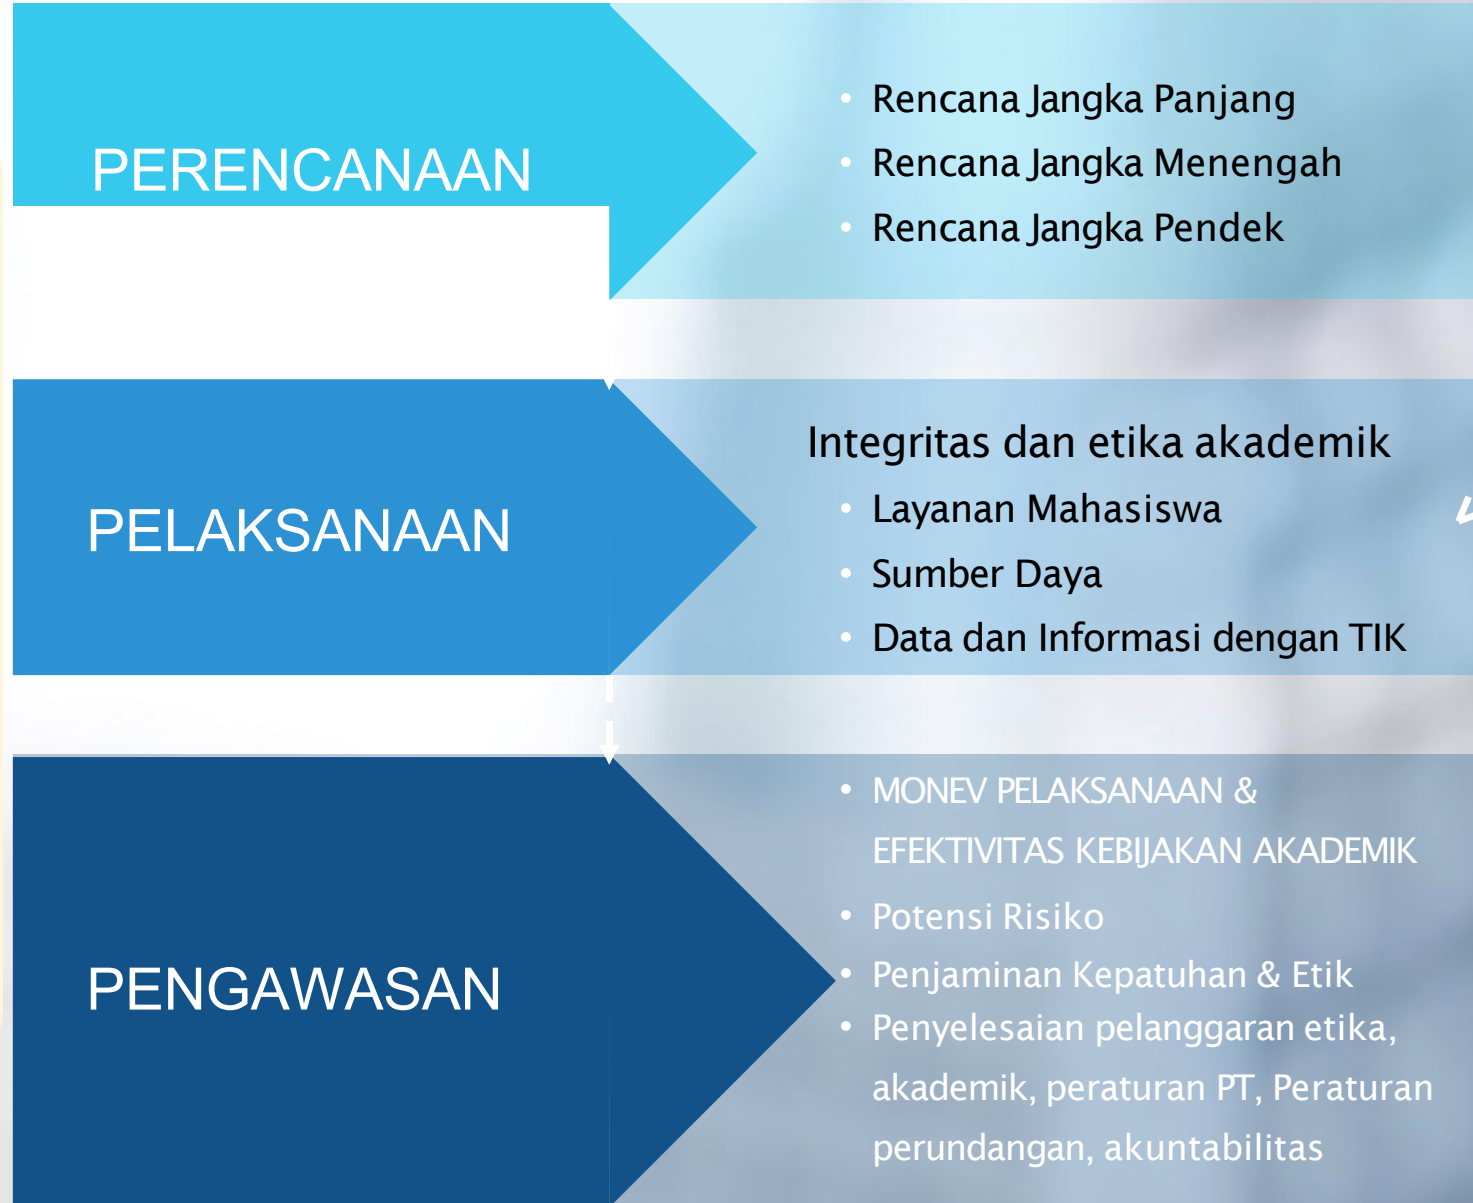 PERENCANAAN
• Rencana Jangka Panjang
• Rencana Jangka Menengah
• Rencana Jangka Pendek
PELAKSANAAN
Integritas dan etika akademik
• Layanan Mahasiswa
• Sumber Daya
• Data dan Informasi dengan TIK
PENGAWASAN
• MONEV PELAKSANAAN &
EFEKTIVITAS KEBIJAKAN AKADEMIK
• Potensi Risiko
• Penjaminan Kepatuhan & Etik
• Penyelesaian pelanggaran etika,
akademik, peraturan PT, Peraturan
perundangan, akuntabilitas